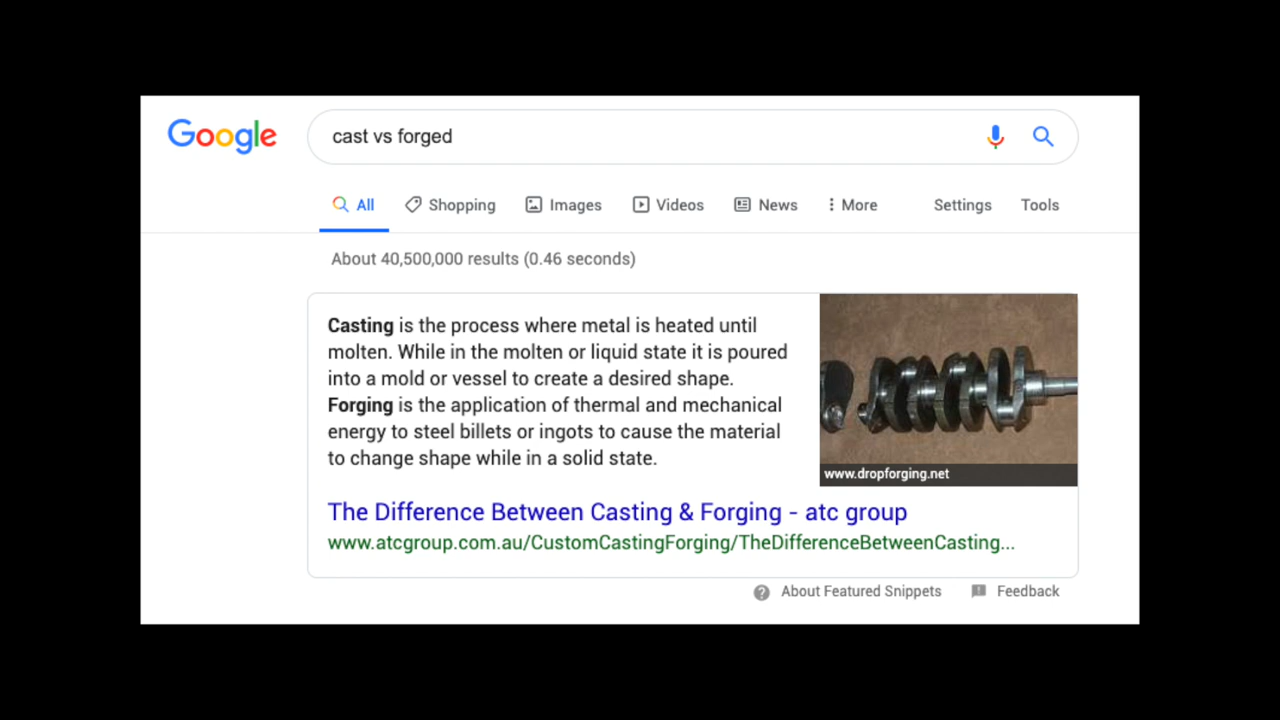 Google
cast vs forged
All Shopping Images Videos News More Settings Tools
About 40,500,000 results (0.46 seconds)
Casting is the process where metal is heated until
molten. While in the molten or liquid state it is poured
into a mold or vessel to create a desired shape.
Forging is the application of thermal and mechanical
energy to steel billets or ingots to cause the material
to change shape while in a solid state.
www.dropforging.net
The Difference Between Casting & Forging - atc group
www.atcgroup.com.au/CustomCastingForging/TheDifferenceBetweenCasting...
About Featured Snippets Feedback